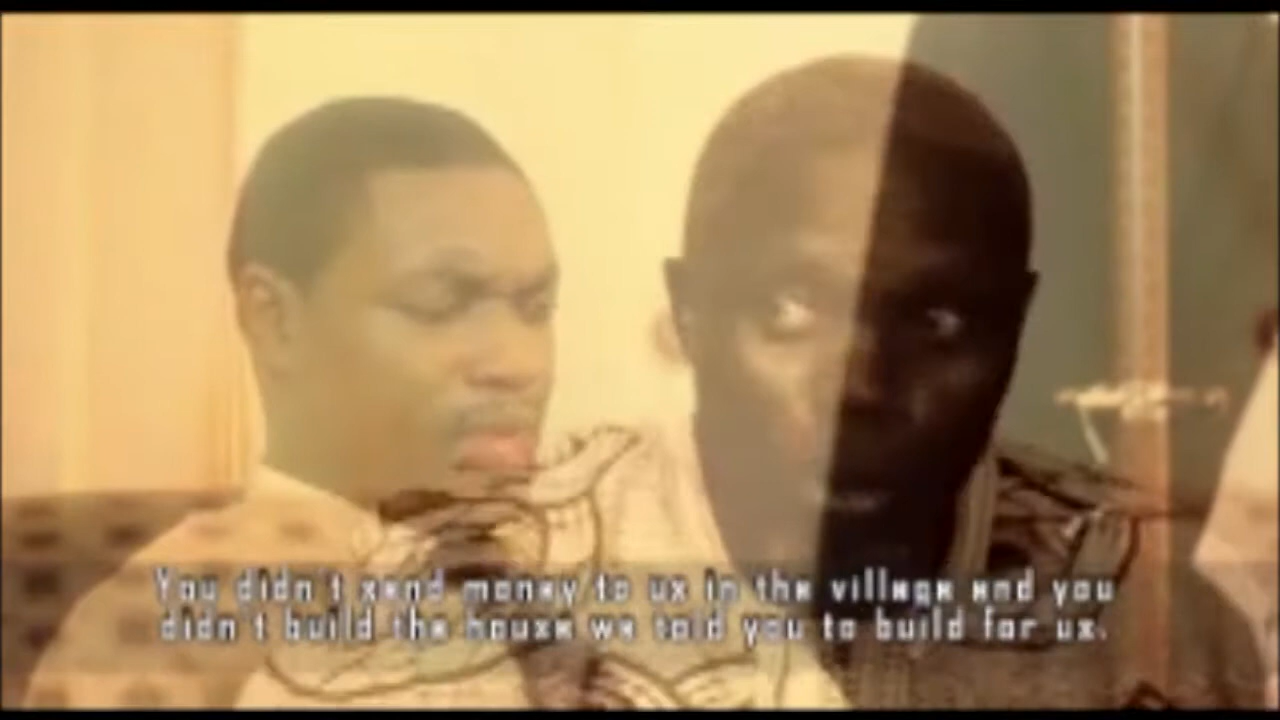 You didn't send money to us in the village and you
didn't build the house we told you to build for us.